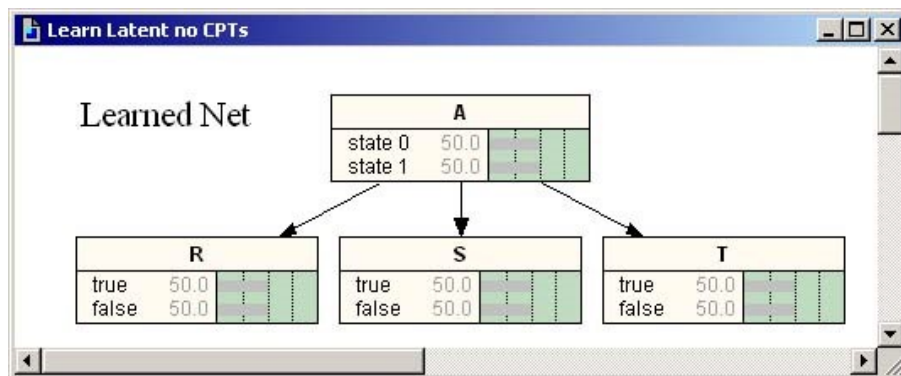 Learn Latent no CPTs
Learned Net
A
state 0 50.0
state 1 50.0
R
true 50.0
false 50.0
S
true 50.0
false 50.0
T
true 50.0
false 50.0